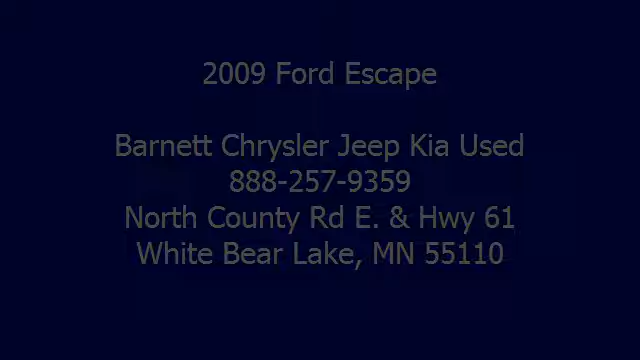 2009 Ford Escape
Barnett Chrysler Jeep Kia Used
888-257-9359
North County Rd E. & Hwy 61
White Bear Lake, MN 55110